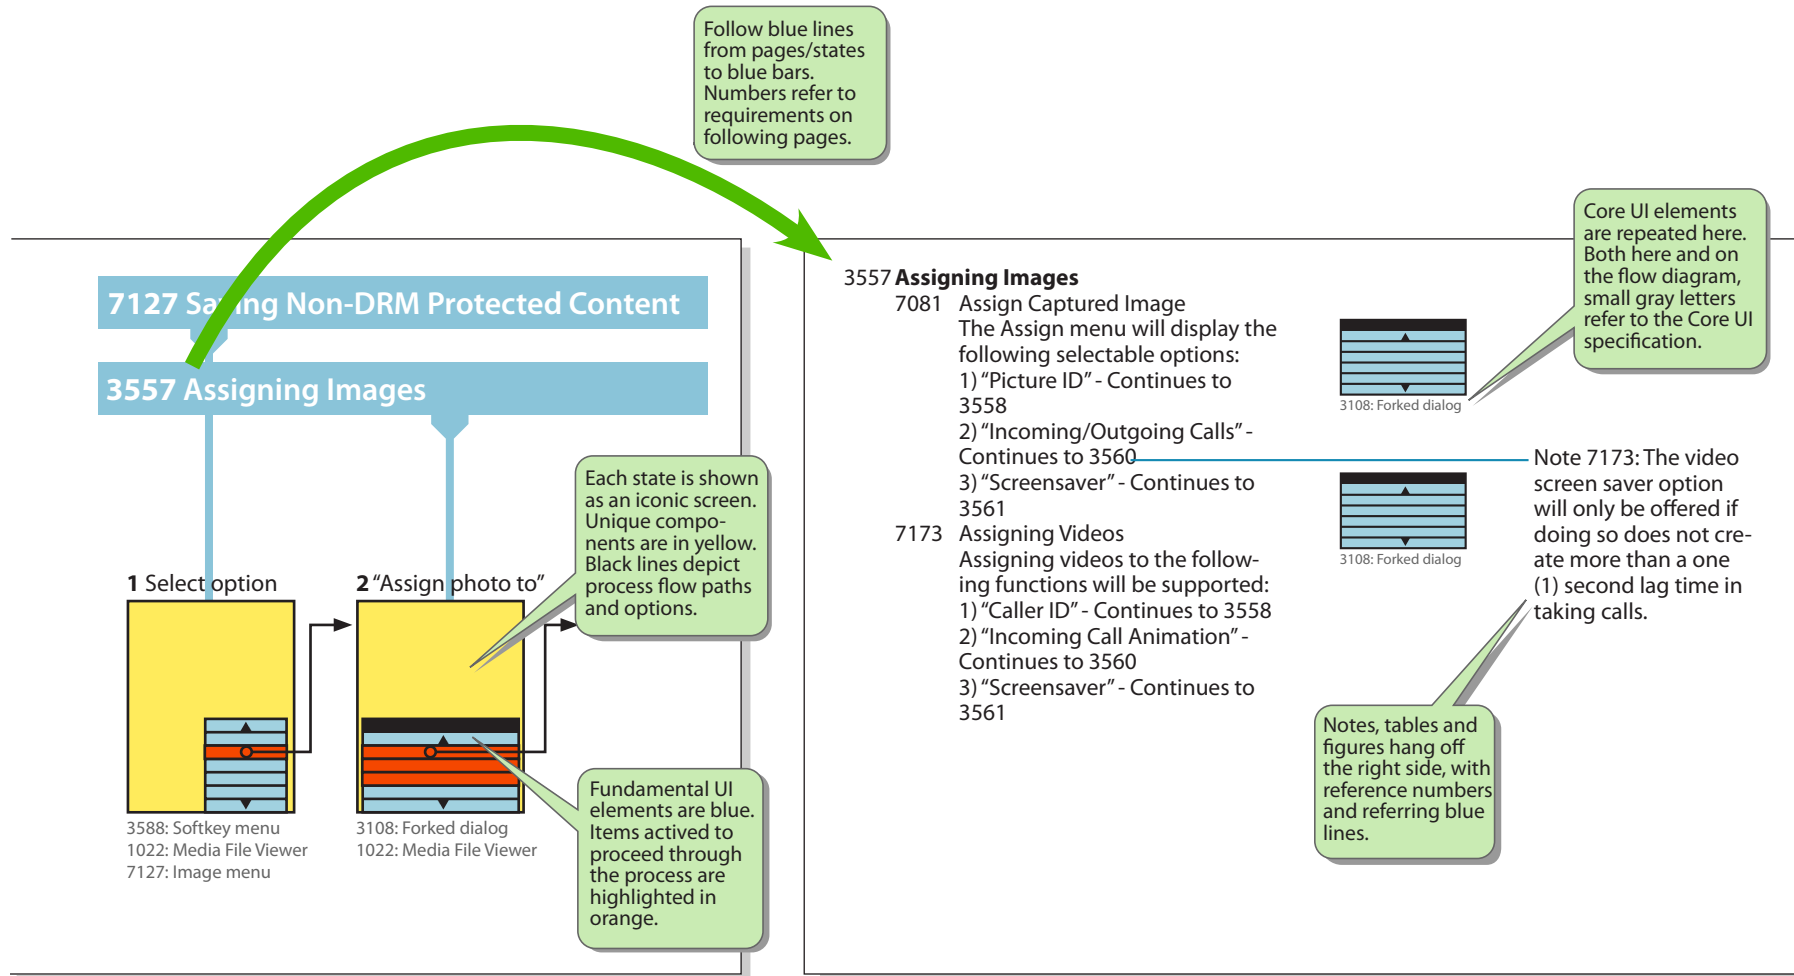 Follow blue lines
from pages/states
to blue bars.
Numbers refer to
requirements on
following pages.
7127 Saving Non-DRM Protected Content
3557 Assigning Images
1 Select option
2 “Assign photo to”
Each state is shown
as an iconic screen.
Unique compo-
nents are in yellow.
Black lines depict
process flow paths
and options.
3588: Softkey menu
1022: Media File Viewer
7127: Image menu
3108: Forked dialog
1022: Media File Viewer
Fundamental UI
elements are blue.
Items actived to
proceed through
the process are
highlighted in
orange.
3557 Assigning Images
7081 Assign Captured Image
The Assign menu will display the
following selectable options:
1) “Picture ID” - Continues to
3558
2) “Incoming/Outgoing Calls” -
Continues to 3560
3) “Screensaver” - Continues to
3561
7173 Assigning Videos
Assigning videos to the follow-
ing functions will be supported:
1) “Caller ID” - Continues to 3558
2) “Incoming Call Animation” -
Continues to 3560
3) “Screensaver” - Continues to
3561
3108: Forked dialog
3108: Forked dialog
Core UI elements
are repeated here.
Both here and on
the flow diagram,
small gray letters
refer to the Core UI
specification.
Note 7173: The video
screen saver option
will only be offered if
doing so does not cre-
ate more than a one
(1) second lag time in
taking calls.
Notes, tables and
figures hang off
the right side, with
reference numbers
and referring blue
lines.